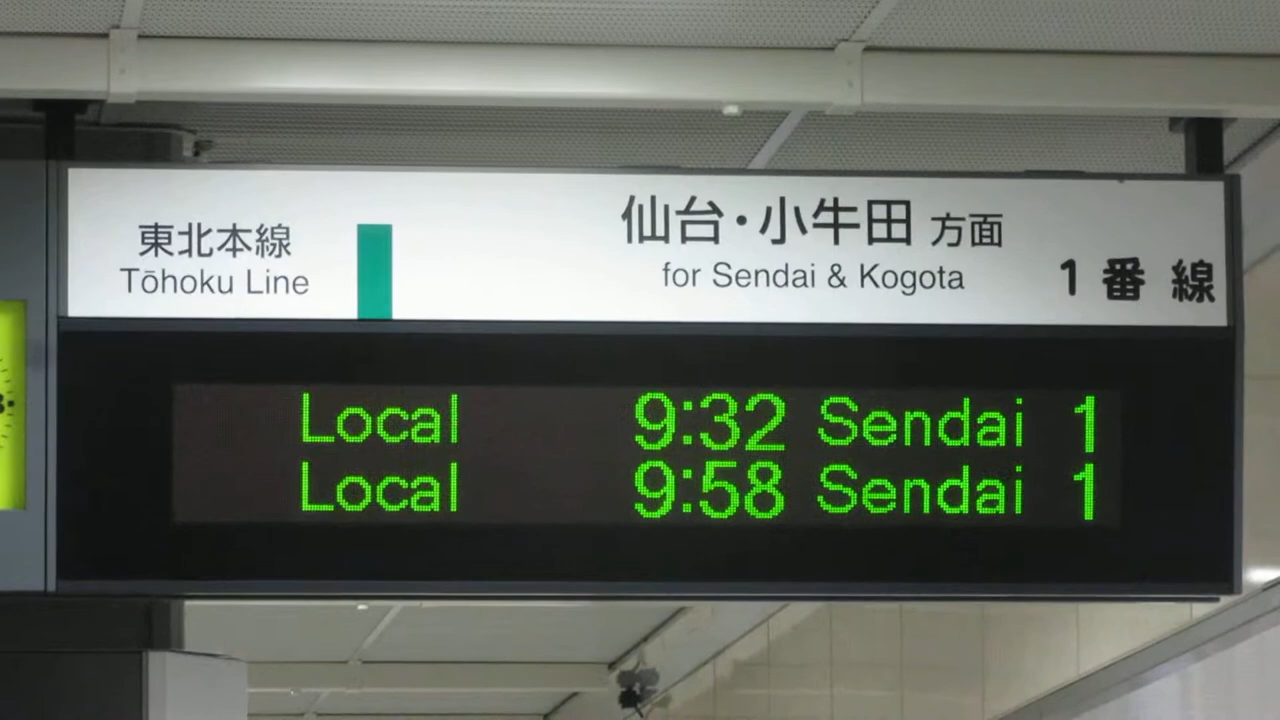 東北本線
Tōhoku Line
仙台・小牛田 方面
for Sendai & Kogota
1 番 線
Local 9:32 Sendai 1
Local 9:58 Sendai 1